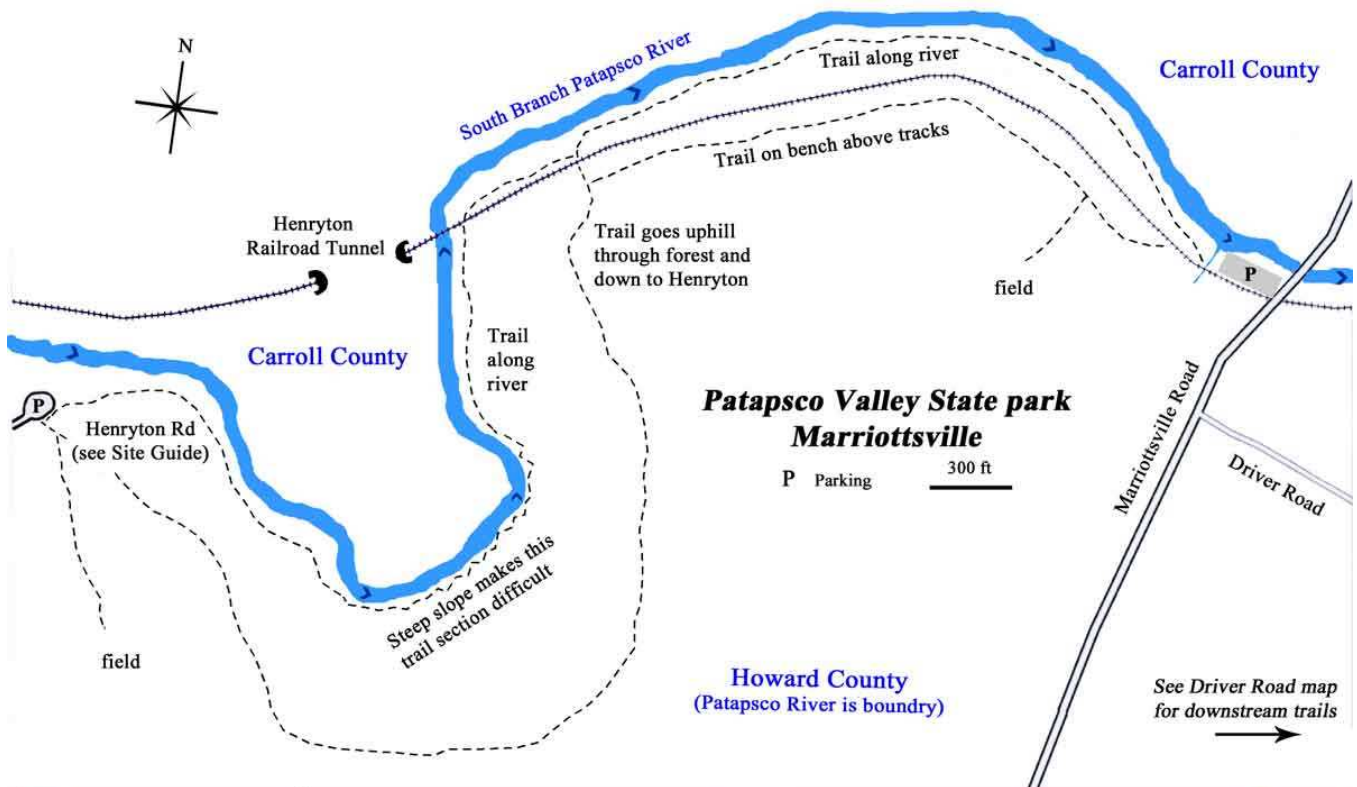 N
South Branch Patapsco River
Trail along river
Carroll County
Trail on bench above tracks
Henryton
Railroad Tunnel
Trail goes uphill
through forest and
down to Henryton
field
P
Carroll County
Trail
along
river
P
Henryton Rd
(see Site Guide)
Patapsco Valley State park
Marriottsville
P Parking
300 ft
Marriottsville Road
Driver Road
Steep slope makes this
trail section difficult
field
Howard County
(Patapsco River is boundry)
See Driver Road map
for downstream trails